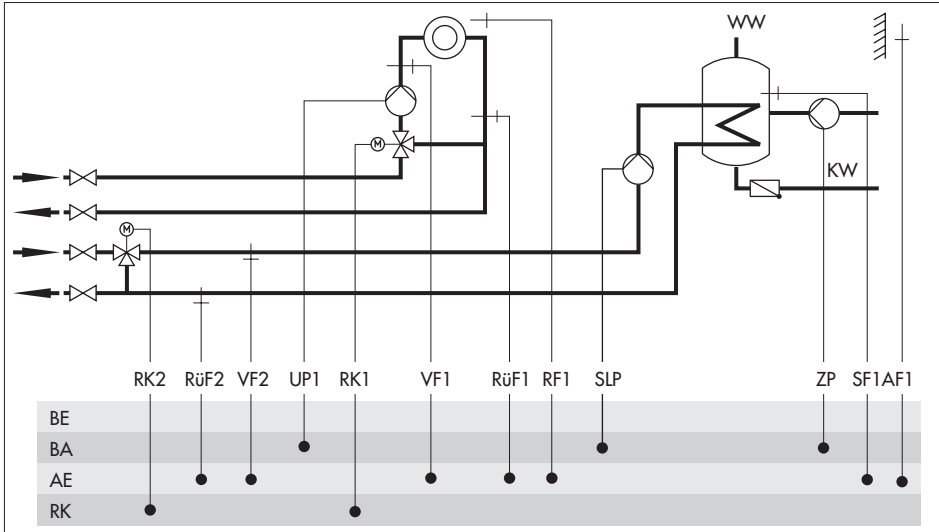 WW
M
KW
M
RK2 RüF2 VF2 UP1 RK1 VF1 RüF1 RF1 SLP ZP SF1 AF1
BE
BA
AE
RK